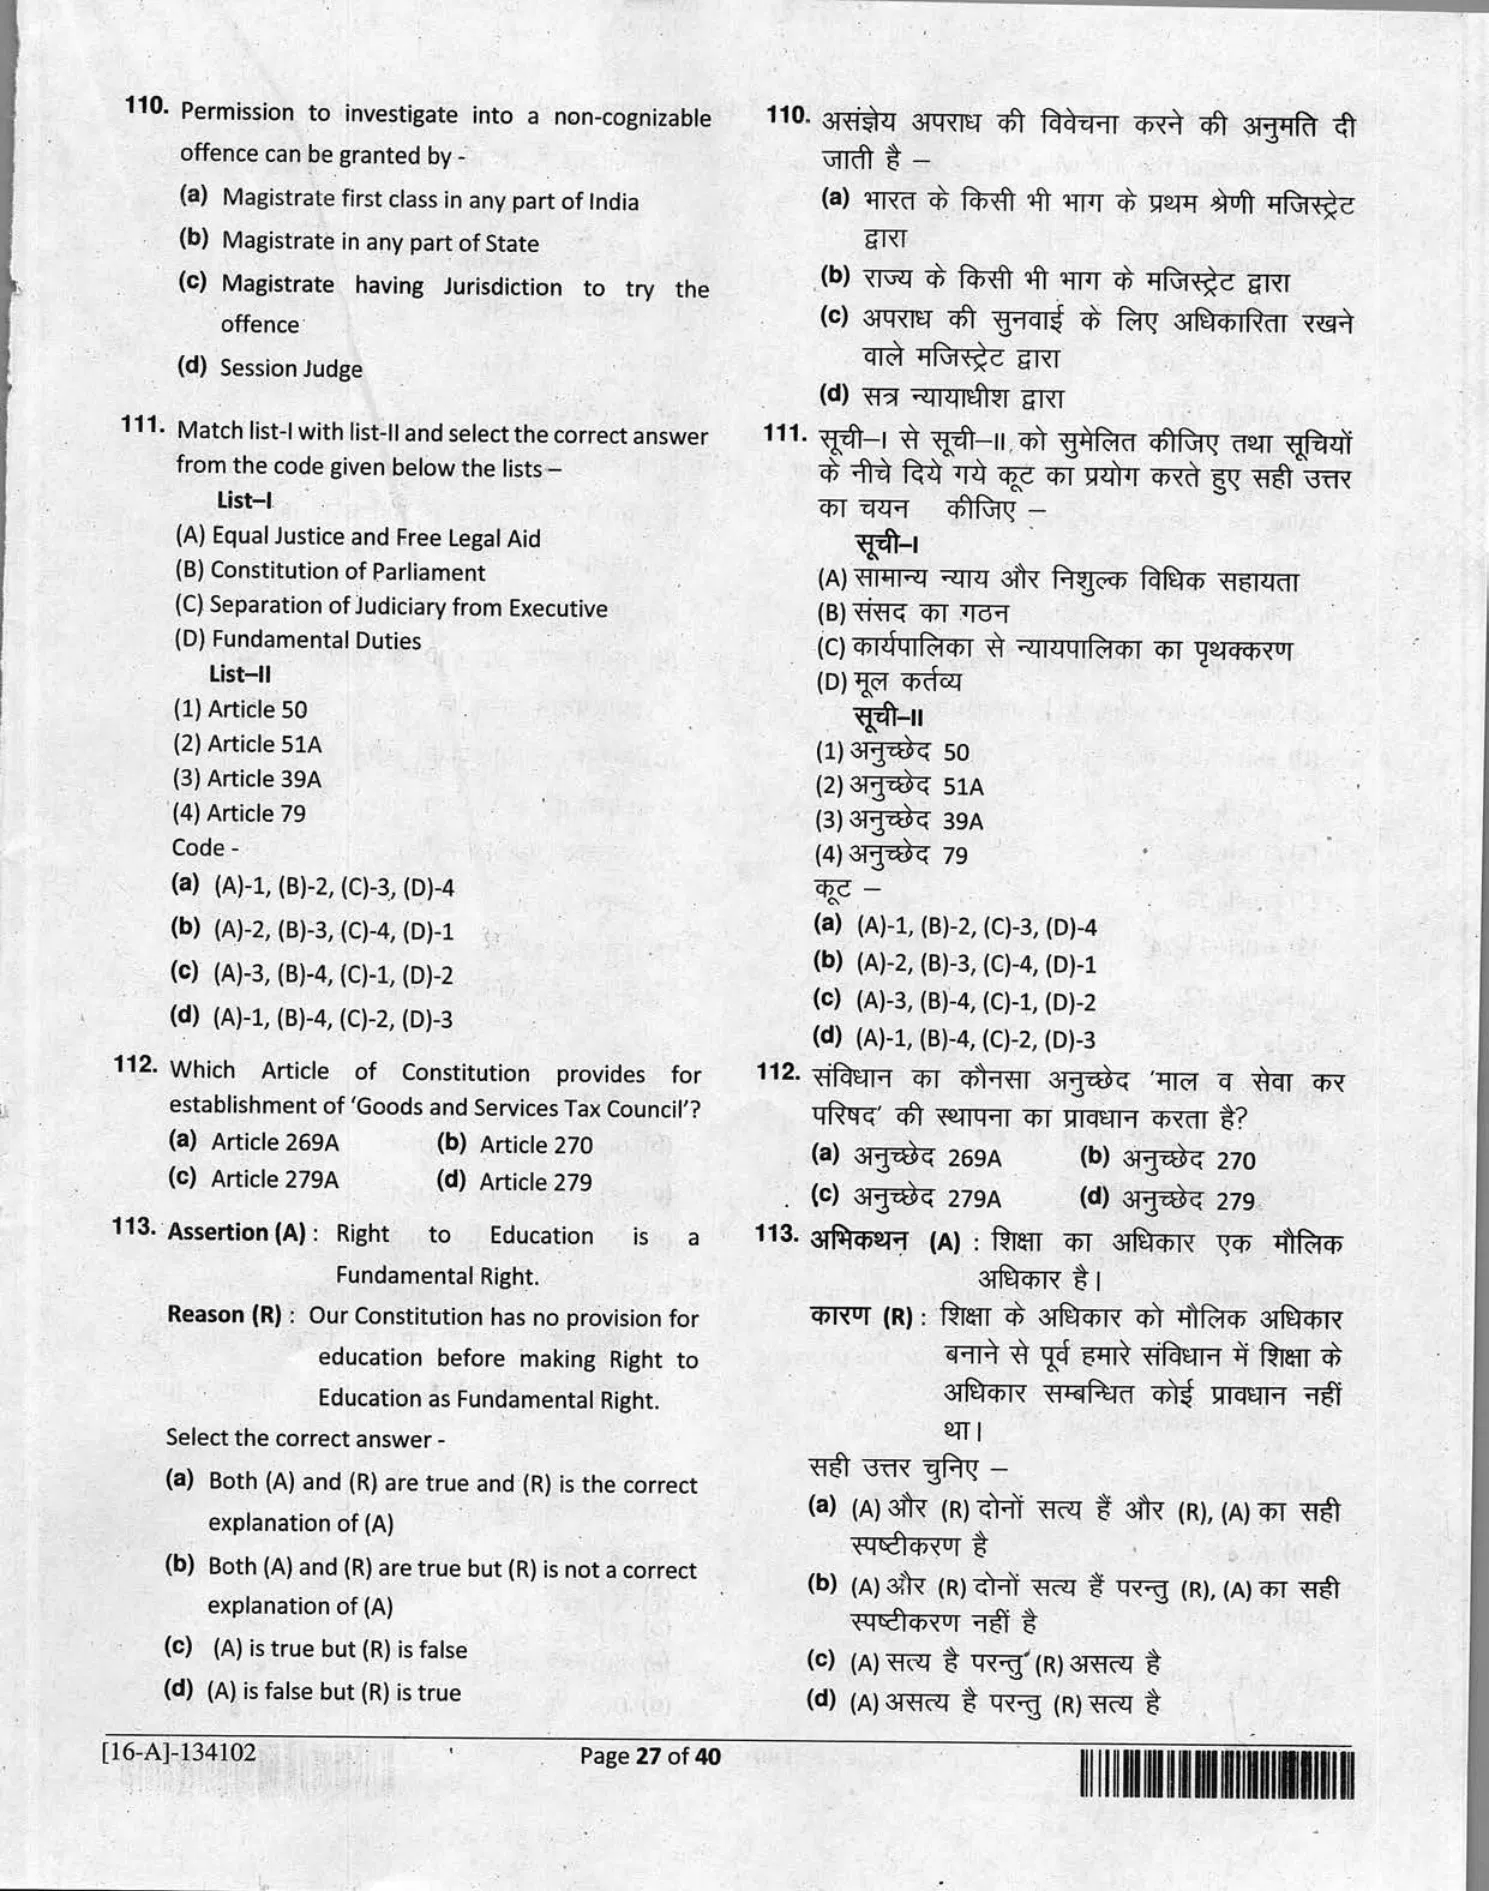 110. Permission to investigate into a non-cognizable
offence can be granted by -
(a) Magistrate first class in any part of India
(b) Magistrate in any part of State
(c) Magistrate having Jurisdiction to try the
offence
(d) Session Judge
111. Match list-I with list-II and select the correct answer
from the code given below the lists –
List–I
(A) Equal Justice and Free Legal Aid
(B) Constitution of Parliament
(C) Separation of Judiciary from Executive
(D) Fundamental Duties
List–II
(1) Article 50
(2) Article 51A
(3) Article 39A
(4) Article 79
Code -
(a) (A)-1, (B)-2, (C)-3, (D)-4
(b) (A)-2, (B)-3, (C)-4, (D)-1
(c) (A)-3, (B)-4, (C)-1, (D)-2
(d) (A)-1, (B)-4, (C)-2, (D)-3
112. Which Article of Constitution provides for
establishment of ‘Goods and Services Tax Council’?
(a) Article 269A (b) Article 270
(c) Article 279A (d) Article 279
113. Assertion (A) : Right to Education is a
Fundamental Right.
Reason (R) : Our Constitution has no provision for
education before making Right to
Education as Fundamental Right.
Select the correct answer -
(a) Both (A) and (R) are true and (R) is the correct
explanation of (A)
(b) Both (A) and (R) are true but (R) is not a correct
explanation of (A)
(c) (A) is true but (R) is false
(d) (A) is false but (R) is true
110. असंज्ञेय अपराध की विवेचना करने की अनुमति दी
जाती है –
(a) भारत के किसी भी भाग के प्रथम श्रेणी मजिस्ट्रेट
द्वारा
(b) राज्य के किसी भी भाग के मजिस्ट्रेट द्वारा
(c) अपराध की सुनवाई के लिए अधिकारिता रखने
वाले मजिस्ट्रेट द्वारा
(d) सत्र न्यायाधीश द्वारा
111. सूची–I से सूची–II को सुमेलित कीजिए तथा सूचियों
के नीचे दिये गये कूट का प्रयोग करते हुए सही उत्तर
का चयन कीजिए –
सूची–I
(A) सामान्य न्याय और निशुल्क विधिक सहायता
(B) संसद का गठन
(C) कार्यपालिका से न्यायपालिका का पृथक्करण
(D) मूल कर्तव्य
सूची–II
(1) अनुच्छेद 50
(2) अनुच्छेद 51A
(3) अनुच्छेद 39A
(4) अनुच्छेद 79
कूट –
(a) (A)-1, (B)-2, (C)-3, (D)-4
(b) (A)-2, (B)-3, (C)-4, (D)-1
(c) (A)-3, (B)-4, (C)-1, (D)-2
(d) (A)-1, (B)-4, (C)-2, (D)-3
112. संविधान का कौनसा अनुच्छेद ‘माल व सेवा कर
परिषद’ की स्थापना का प्रावधान करता है?
(a) अनुच्छेद 269A (b) अनुच्छेद 270
(c) अनुच्छेद 279A (d) अनुच्छेद 279
113. अभिकथन (A) : शिक्षा का अधिकार एक मौलिक
अधिकार है।
कारण (R) : शिक्षा के अधिकार को मौलिक अधिकार
बनाने से पूर्व हमारे संविधान में शिक्षा के
अधिकार सम्बन्धित कोई प्रावधान नहीं
था।
सही उत्तर चुनिए –
(a) (A) और (R) दोनों सत्य हैं और (R), (A) का सही
स्पष्टीकरण है
(b) (A) और (R) दोनों सत्य हैं परन्तु (R), (A) का सही
स्पष्टीकरण नहीं है
(c) (A) सत्य है परन्तु (R) असत्य है
(d) (A) असत्य है परन्तु (R) सत्य है
[16-A]-134102 Page 27 of 40